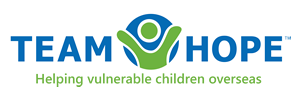 TEAM HOPE™
Helping vulnerable children overseas